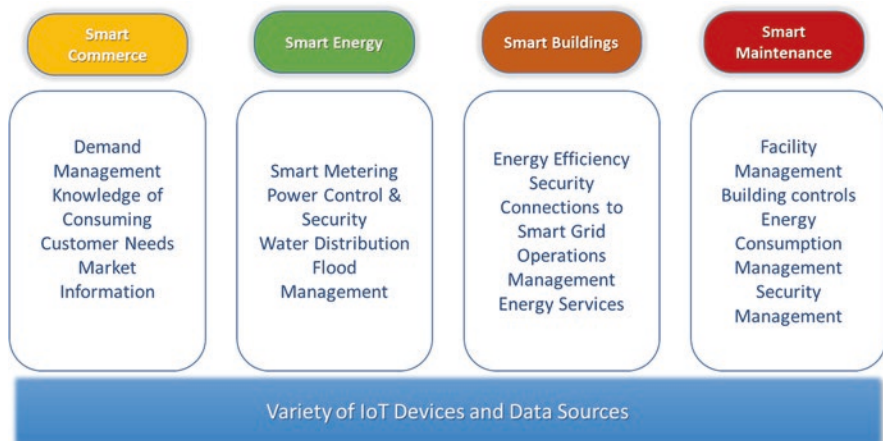 Smart
Commerce
Smart Energy
Smart Buildings
Smart
Maintenance
Demand
Management
Knowledge of
Consuming
Customer Needs
Market
Information
Smart Metering
Power Control &
Security
Water Distribution
Flood
Management
Energy Efficiency
Security
Connections to
Smart Grid
Operations
Management
Energy Services
Facility
Management
Building controls
Energy
Consumption
Management
Security
Management
Variety of IoT Devices and Data Sources